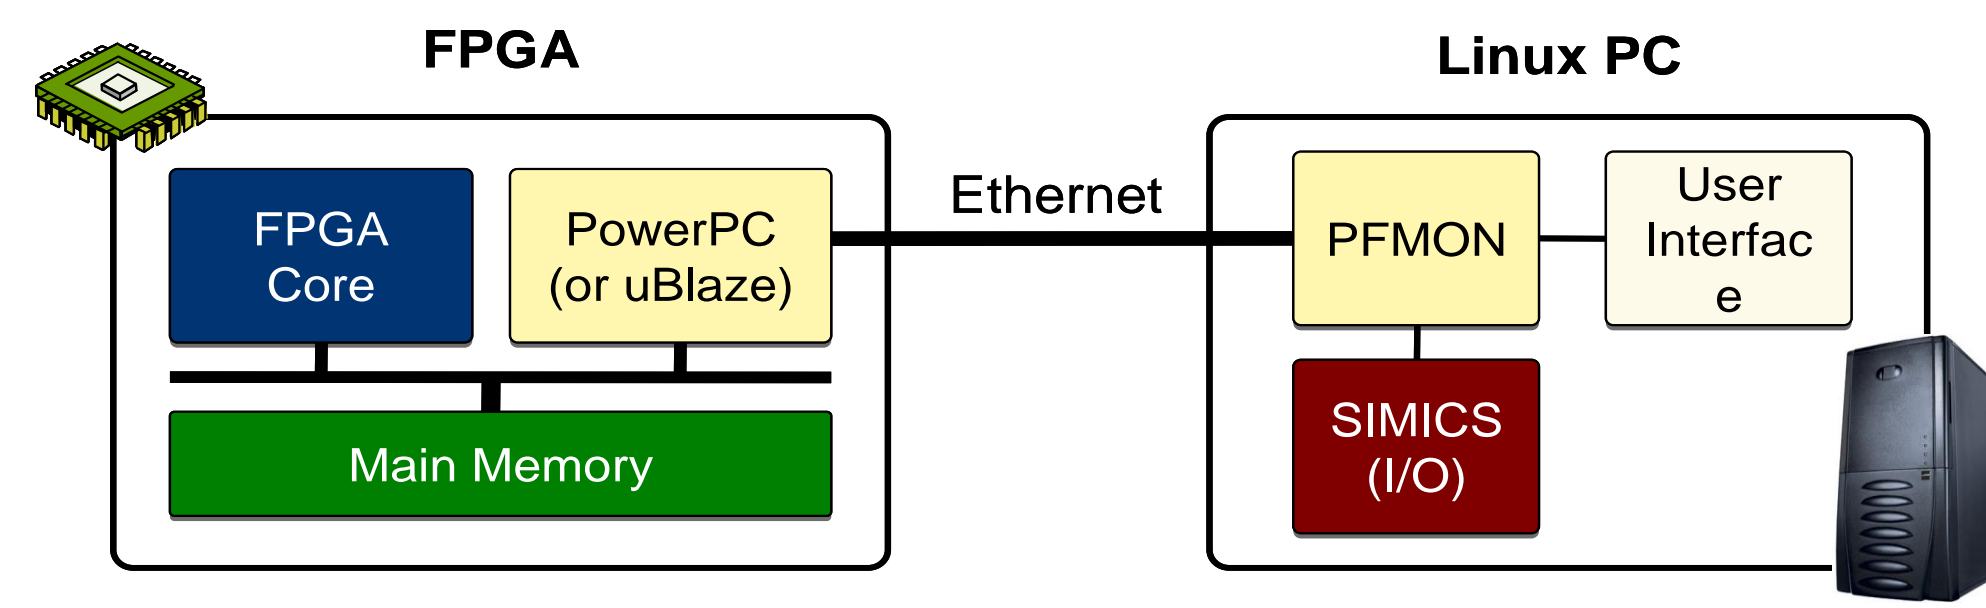 FPGA
Linux PC
FPGA
Core
PowerPC
(or uBlaze)
Main Memory
Ethernet
PFMON
User
Interfac
e
SIMICS
(I/O)